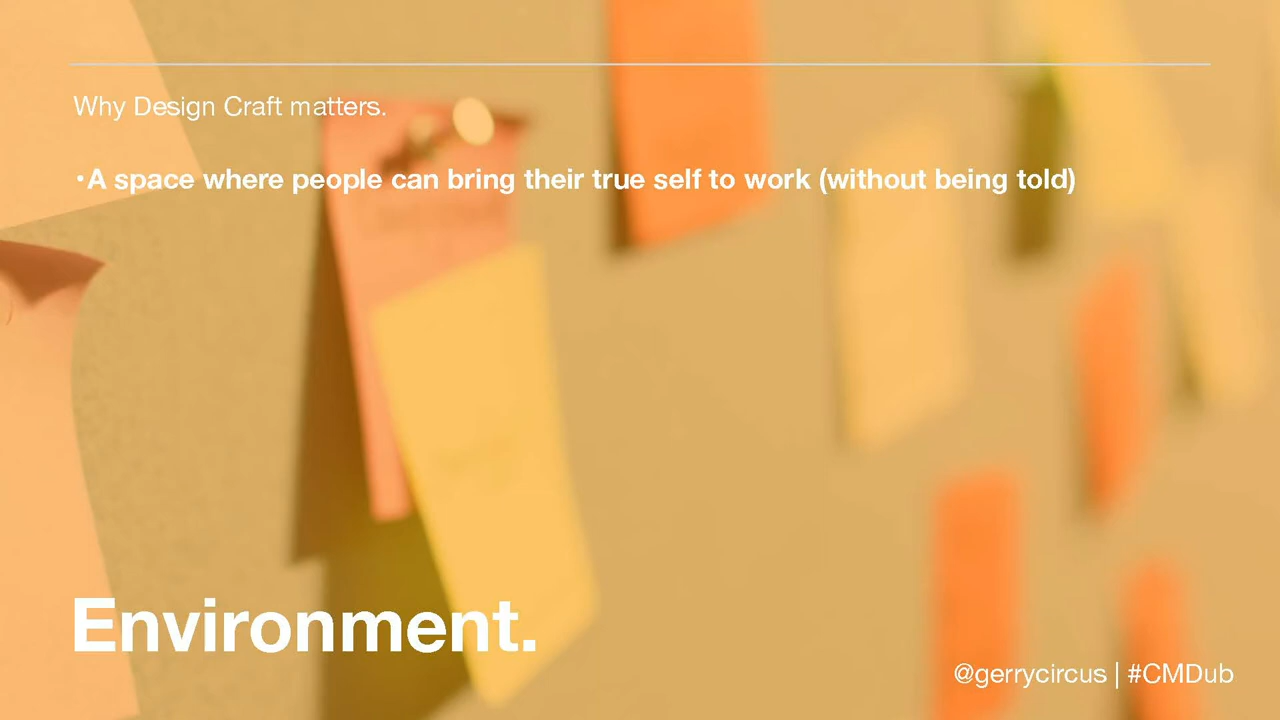 Why Design Craft matters.
•A space where people can bring their true self to work (without being told)
Environment.
@gerrycircus | #CMDub